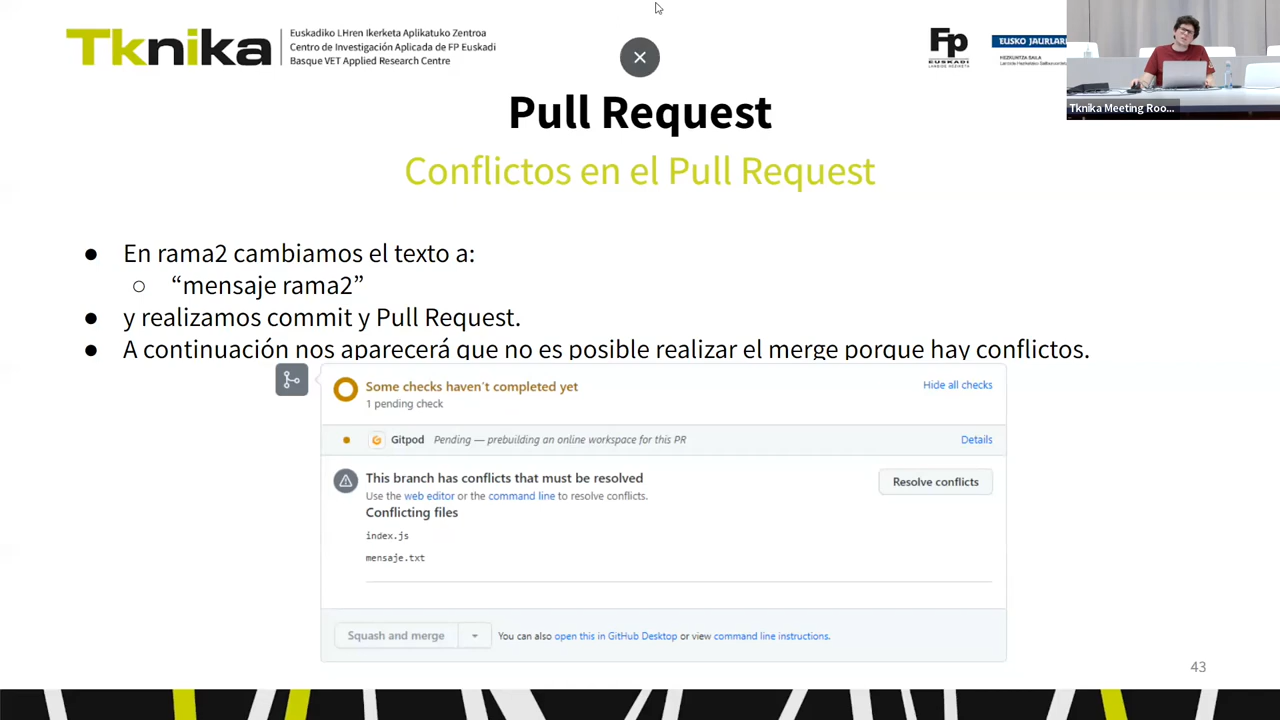 Tknika
Euskadiko LHren Ikerketa Aplikatuko Zentroa
Centro de Investigación Aplicada de FP Euskadi
Basque VET Applied Research Centre
Fp
EUSKADI
LANBIDE HEZIKETA
EUSKO JAURLARI
HEZKUNTZA SAILA
Tknika Meeting Roo...
Pull Request
Conflictos en el Pull Request
● En rama2 cambiamos el texto a:
○ “mensaje rama2”
● y realizamos commit y Pull Request.
● A continuación nos aparecerá que no es posible realizar el merge porque hay conflictos.
Some checks haven't completed yet
Hide all checks
1 pending check
Gitpod Pending — prebuilding an online workspace for this PR
Details
This branch has conflicts that must be resolved
Resolve conflicts
Use the web editor or the command line to resolve conflicts.
Conflicting files
index.js
mensaje.txt
Squash and merge
You can also open this in GitHub Desktop or view command line instructions.
43